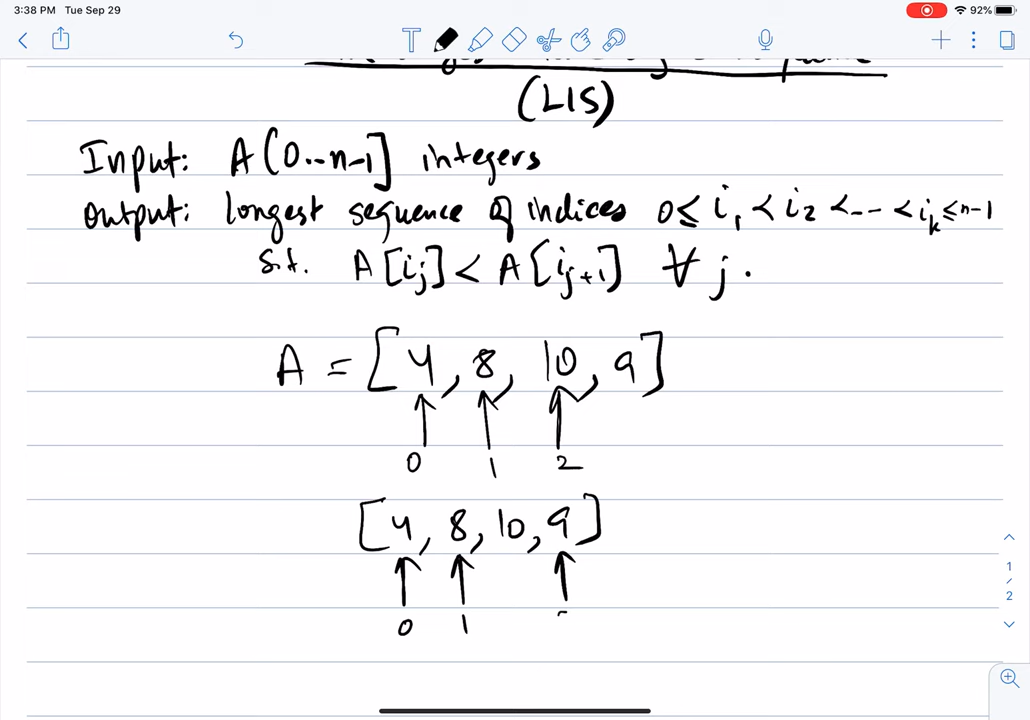 3:38 PM Tue Sep 29
92%
T
(LIS)
Input: A[0..n-1] integers
Output: longest sequence of indices 0 ≤ i₁ < i₂ < ... < iₖ ≤ n-1
s.t. A[iⱼ] < A[iⱼ₊₁] ∀ j.
A = [4, 8, 10, 9]
0 1 2
[4, 8, 10, 9]
0 1
1
/
2